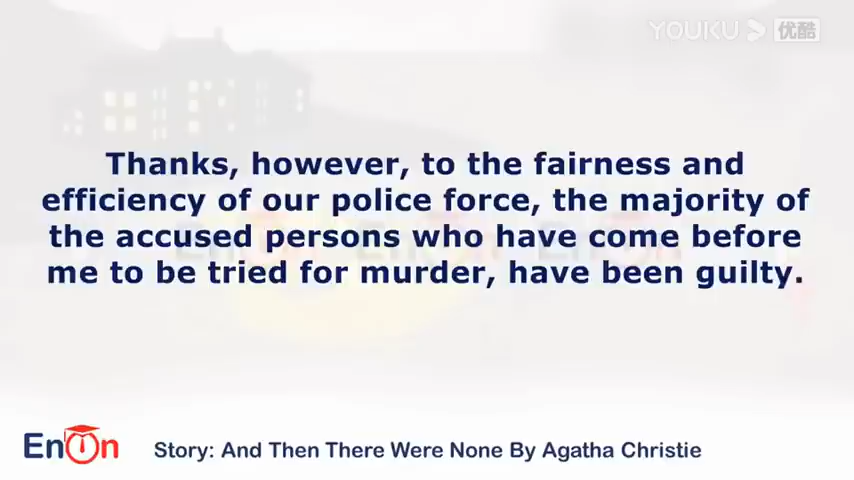 YOUKU 优酷
Thanks, however, to the fairness and
efficiency of our police force, the majority of
the accused persons who have come before
me to be tried for murder, have been guilty.
EnOn
Story: And Then There Were None By Agatha Christie